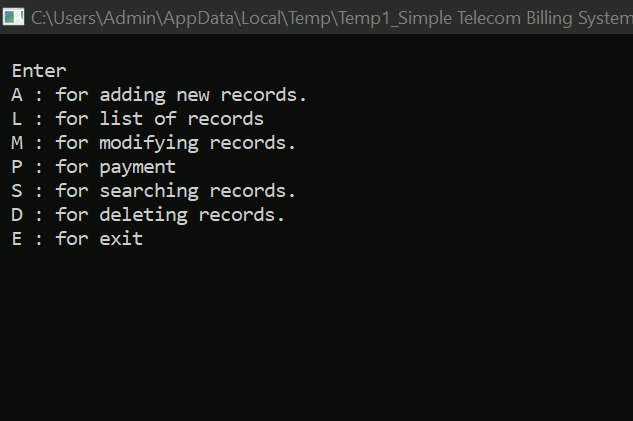 C:\Users\Admin\AppData\Local\Temp\Temp1_Simple Telecom Billing System
Enter
A : for adding new records.
L : for list of records
M : for modifying records.
P : for payment
S : for searching records.
D : for deleting records.
E : for exit